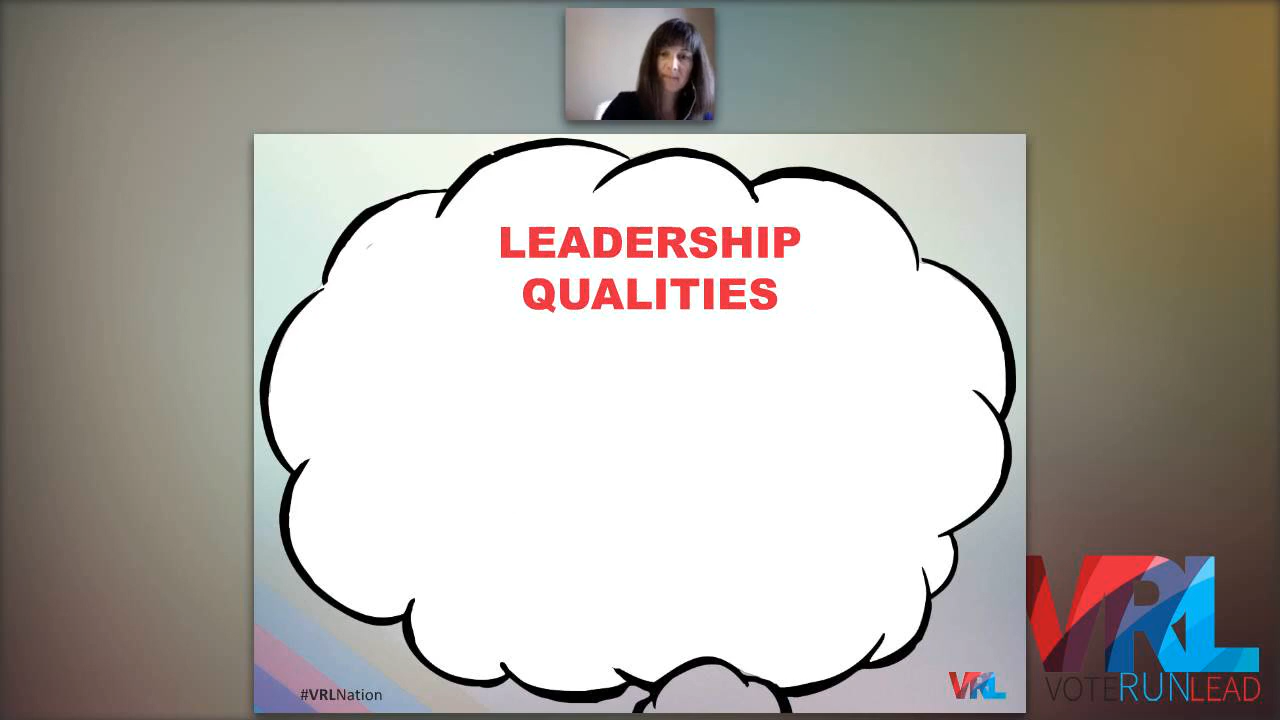 LEADERSHIP
QUALITIES
#VRLNation
VRL
VRL
VOTERUNLEAD